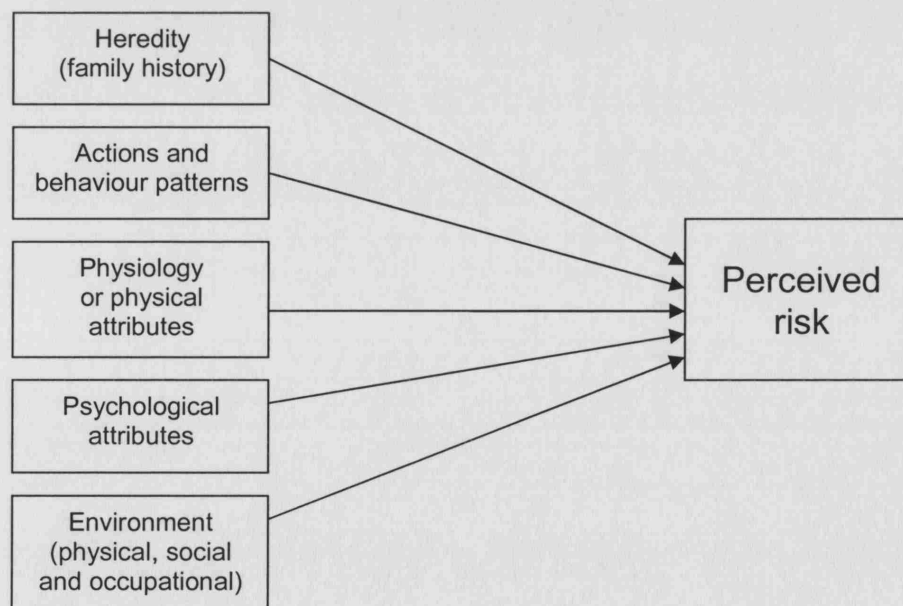 Heredity
(family history)
Actions and
behaviour patterns
Physiology
or physical
attributes
Psychological
attributes
Environment
(physical, social
and occupational)
Perceived
risk